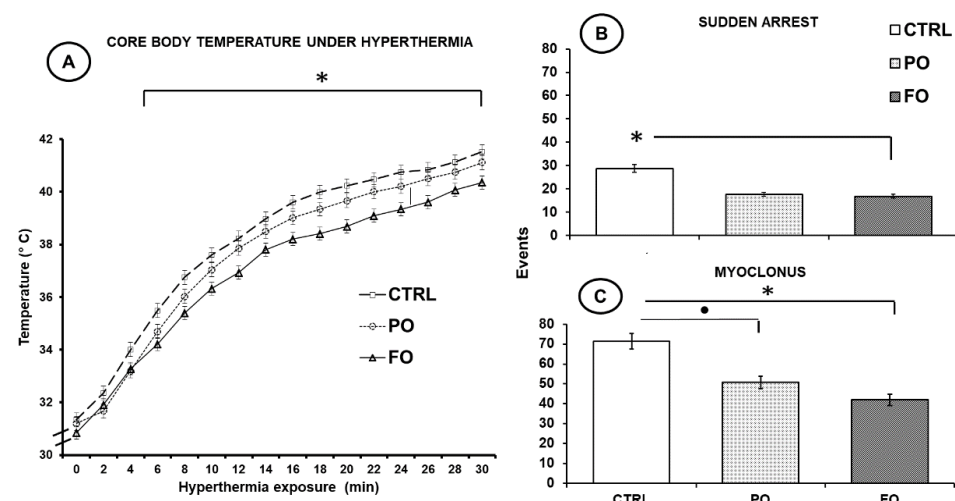 A
CORE BODY TEMPERATURE UNDER HYPERTHERMIA
*
42
40
38
36
34
32
30
Temperature (° C)
CTRL
PO
FO
0 2 4 6 8 10 12 14 16 18 20 22 24 26 28 30
Hyperthermia exposure (min)
B
SUDDEN ARREST
80
70
60
50
40
30
20
10
0
*
CTRL
PO
FO
Events
C
MYOCLONUS
*
80
70
60
50
40
30
20
10
0
CTRL PO FO